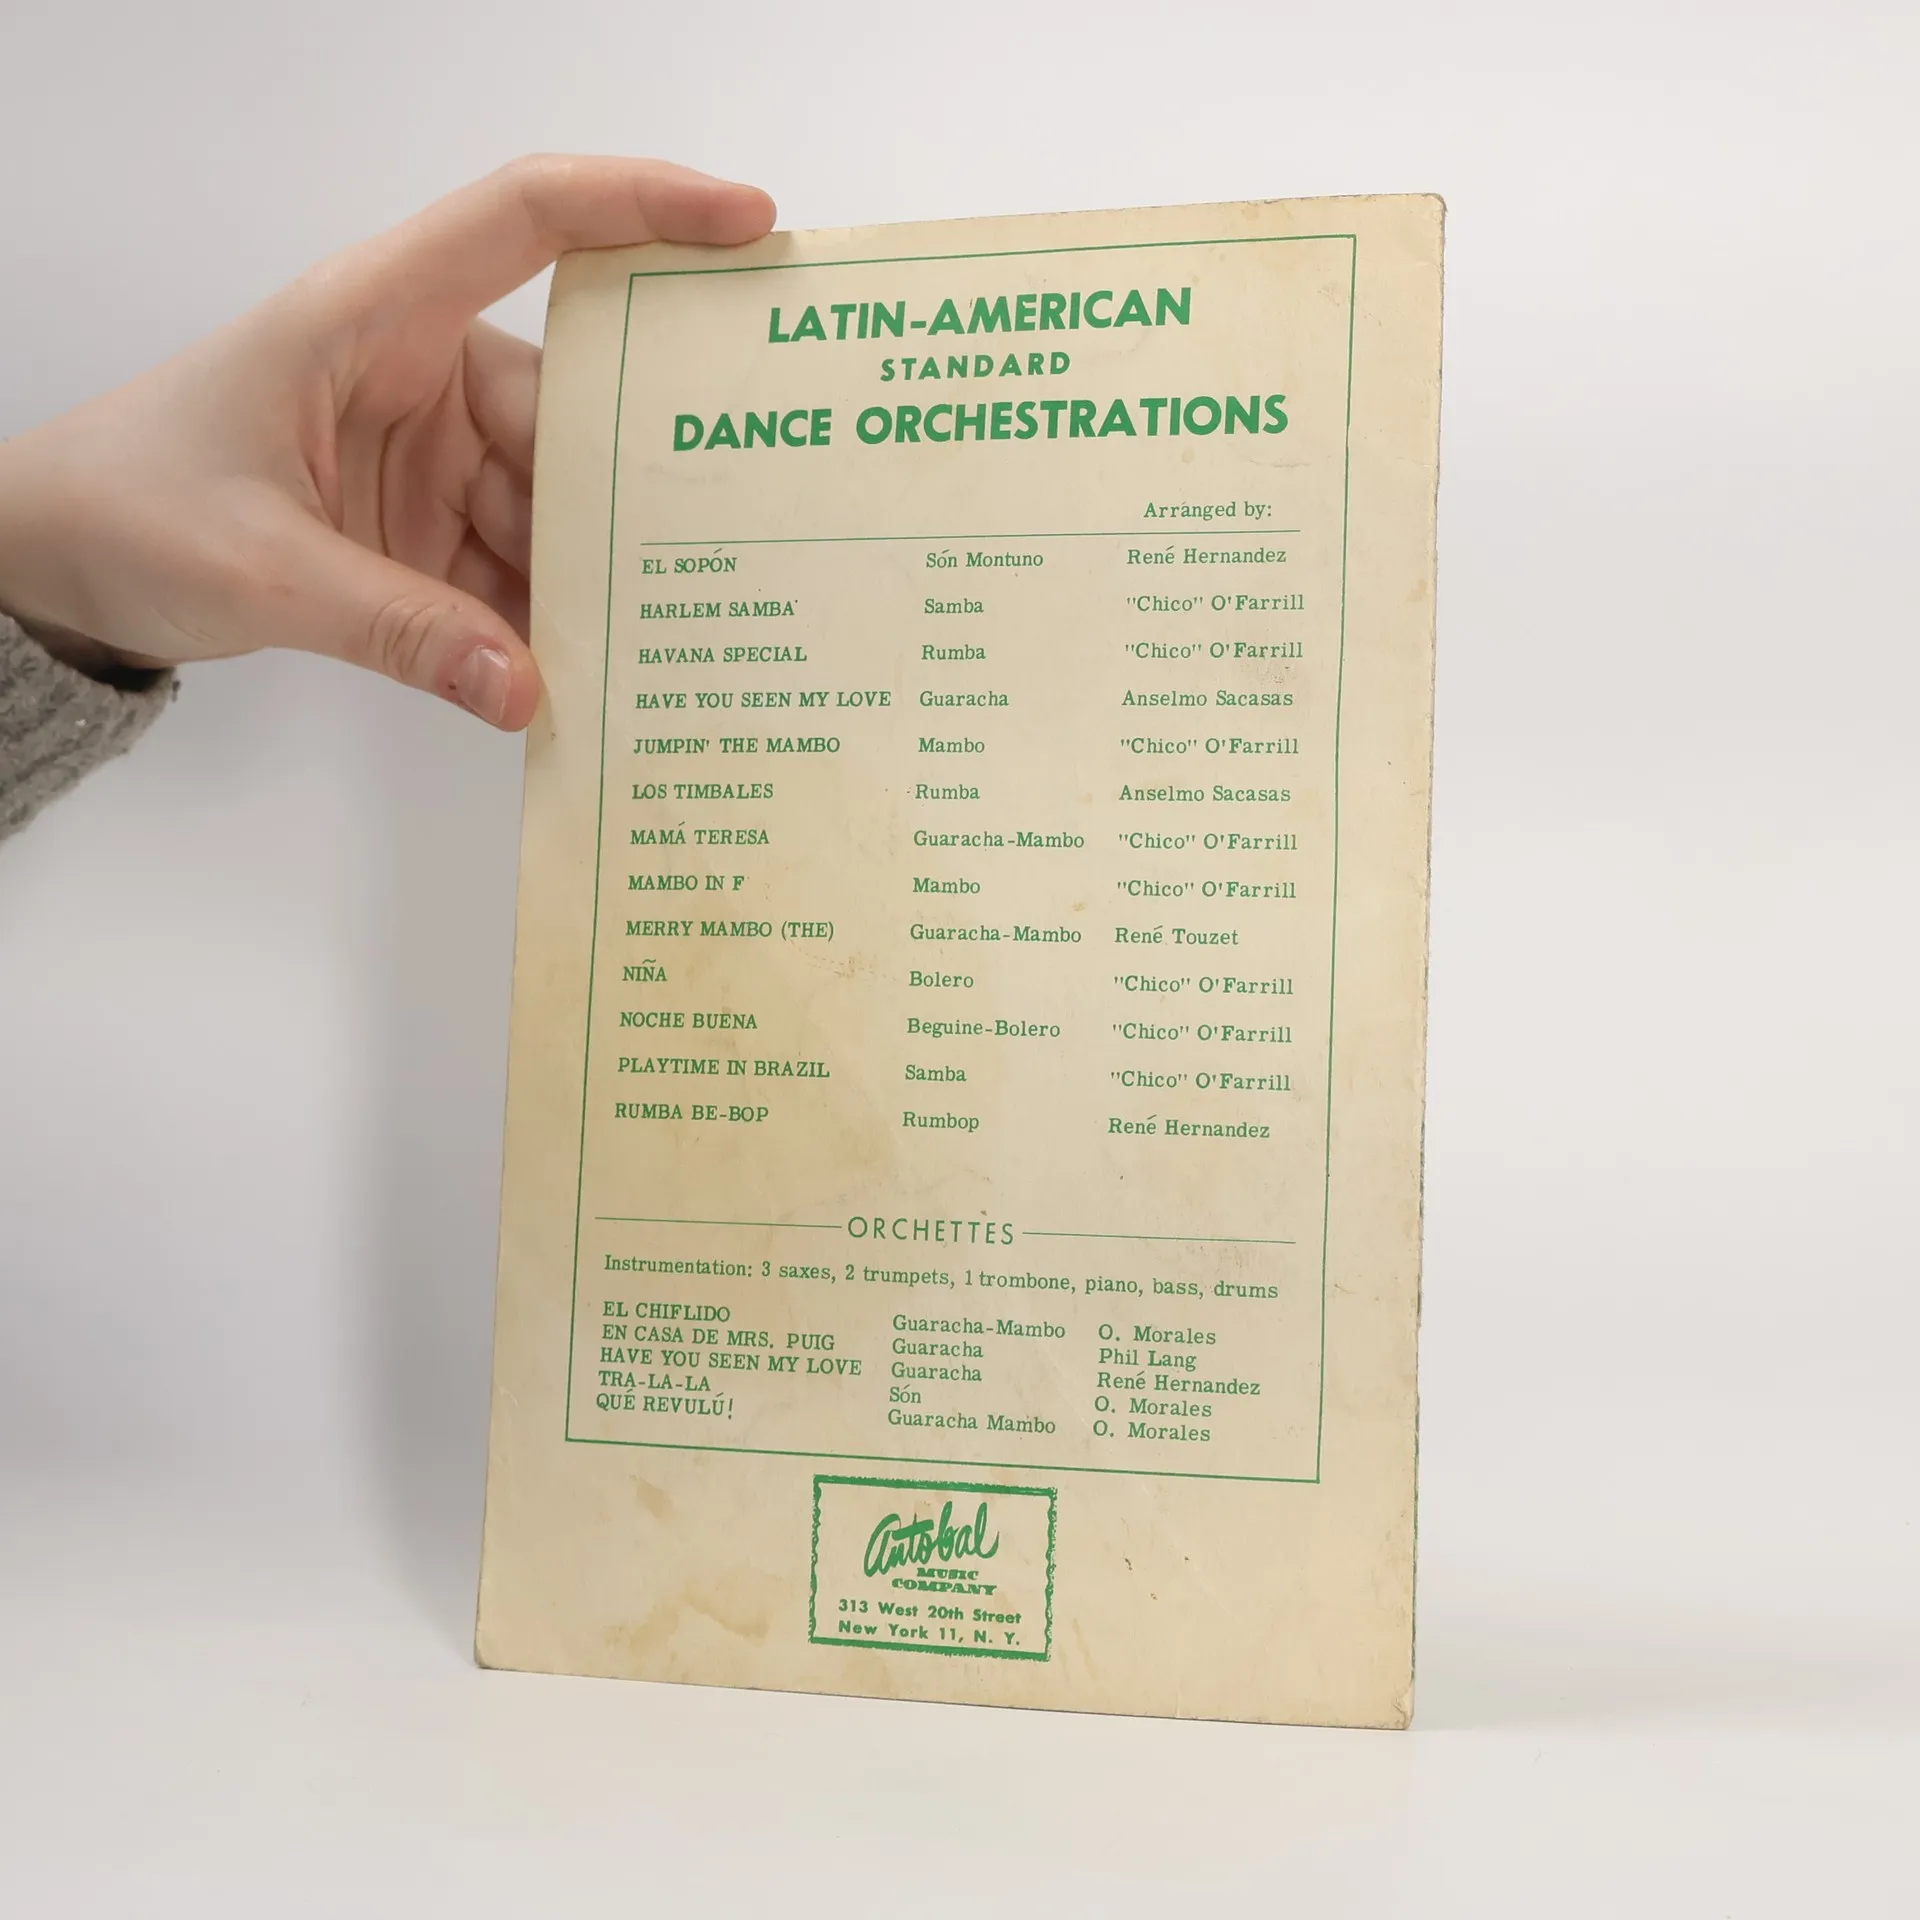 LATIN-AMERICAN
STANDARD
DANCE ORCHESTRATIONS
Arranged by:
EL SOPÓN Són Montuno René Hernandez
HARLEM SAMBA Samba "Chico" O'Farrill
HAVANA SPECIAL Rumba "Chico" O'Farrill
HAVE YOU SEEN MY LOVE Guaracha Anselmo Sacasas
JUMPIN' THE MAMBO Mambo "Chico" O'Farrill
LOS TIMBALES Rumba Anselmo Sacasas
MAMÁ TERESA Guaracha-Mambo "Chico" O'Farrill
MAMBO IN F Mambo "Chico" O'Farrill
MERRY MAMBO (THE) Guaracha-Mambo René Touzet
NIÑA Bolero "Chico" O'Farrill
NOCHE BUENA Beguine-Bolero "Chico" O'Farrill
PLAYTIME IN BRAZIL Samba "Chico" O'Farrill
RUMBA BE-BOP Rumbop René Hernandez
ORCHETTES
Instrumentation: 3 saxes, 2 trumpets, 1 trombone, piano, bass, drums
EL CHIFLIDO Guaracha-Mambo O. Morales
EN CASA DE MRS. PUIG Guaracha Phil Lang
HAVE YOU SEEN MY LOVE Guaracha René Hernandez
TRA-LA-LA Són O. Morales
QUÉ REVULÚ! Guaracha Mambo O. Morales
Antobal
MUSIC
COMPANY
313 West 20th Street
New York 11, N. Y.